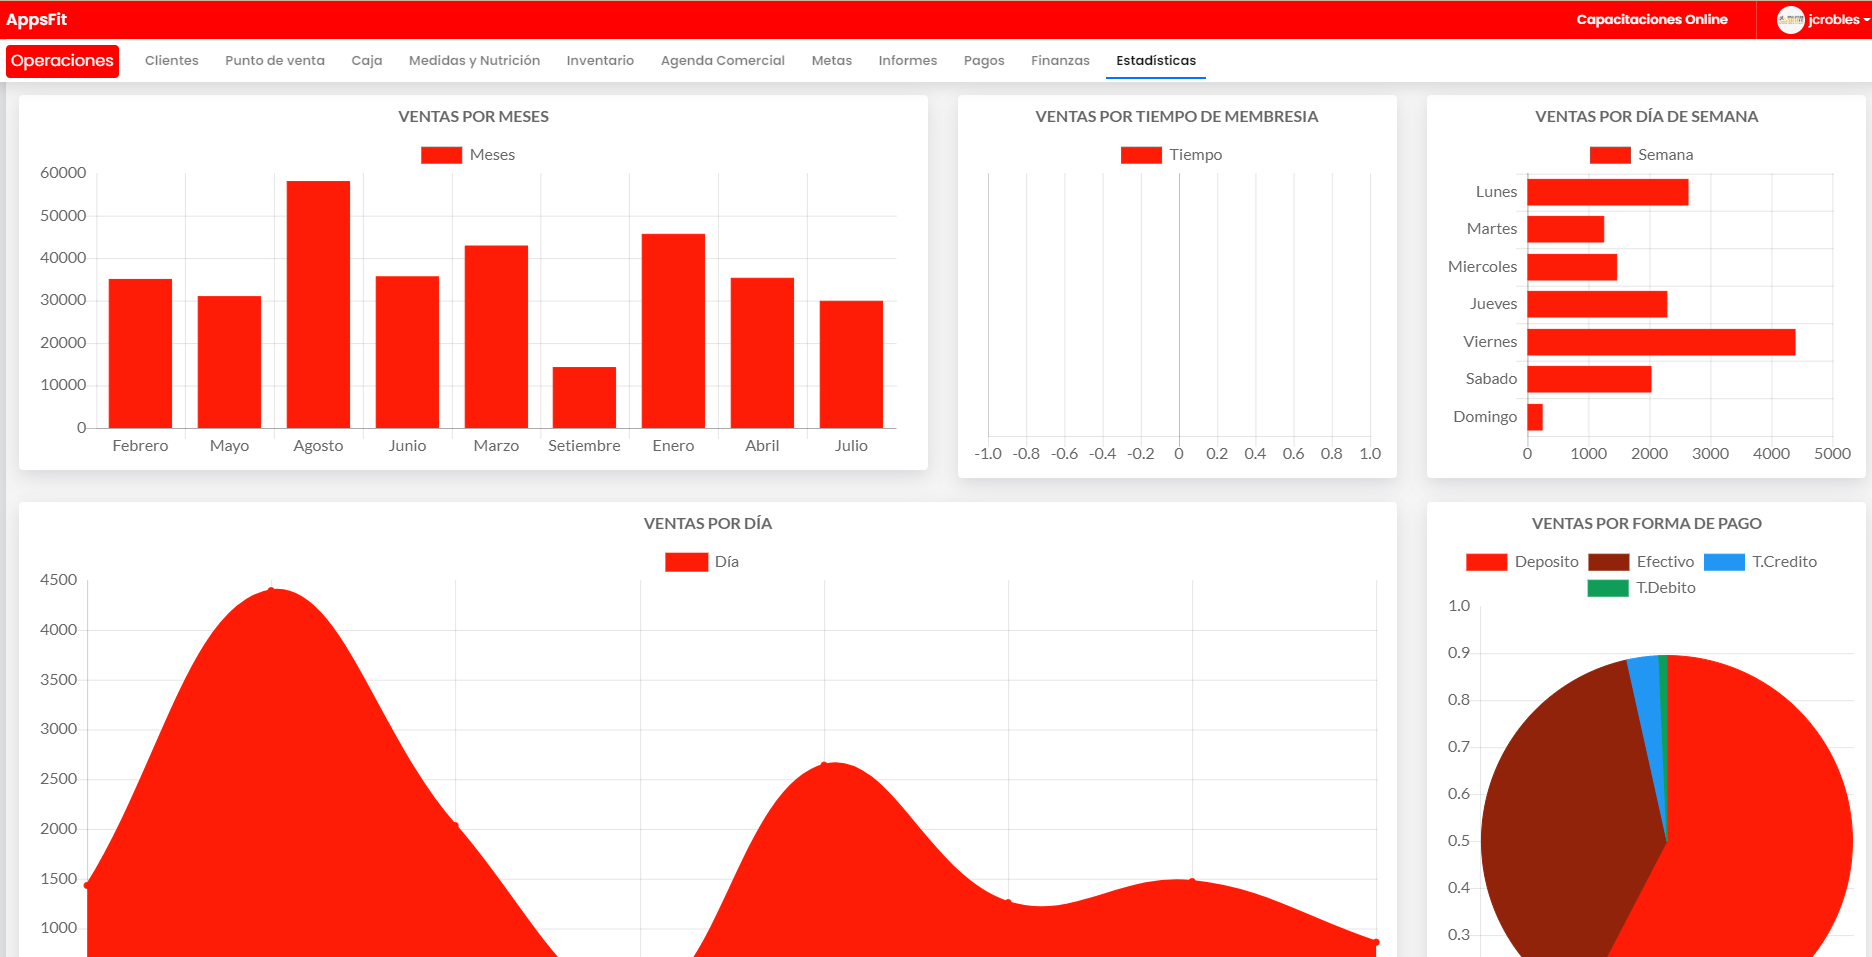 AppsFit
Capacitaciones Online
jcrobles
Operaciones
Clientes
Punto de venta
Caja
Medidas y Nutrición
Inventario
Agenda Comercial
Metas
Informes
Pagos
Finanzas
Estadísticas
VENTAS POR MESES
Meses
60000
50000
40000
30000
20000
10000
0
Febrero Mayo Agosto Junio Marzo Setiembre Enero Abril Julio
VENTAS POR TIEMPO DE MEMBRESIA
Tiempo
-1.0 -0.8 -0.6 -0.4 -0.2 0 0.2 0.4 0.6 0.8 1.0
VENTAS POR DÍA DE SEMANA
Semana
Lunes
Martes
Miercoles
Jueves
Viernes
Sabado
Domingo
0 1000 2000 3000 4000 5000
VENTAS POR DÍA
Día
4500
4000
3500
3000
2500
2000
1500
1000
VENTAS POR FORMA DE PAGO
Deposito Efectivo T.Credito
T.Debito
1.0
0.9
0.8
0.7
0.6
0.5
0.4
0.3